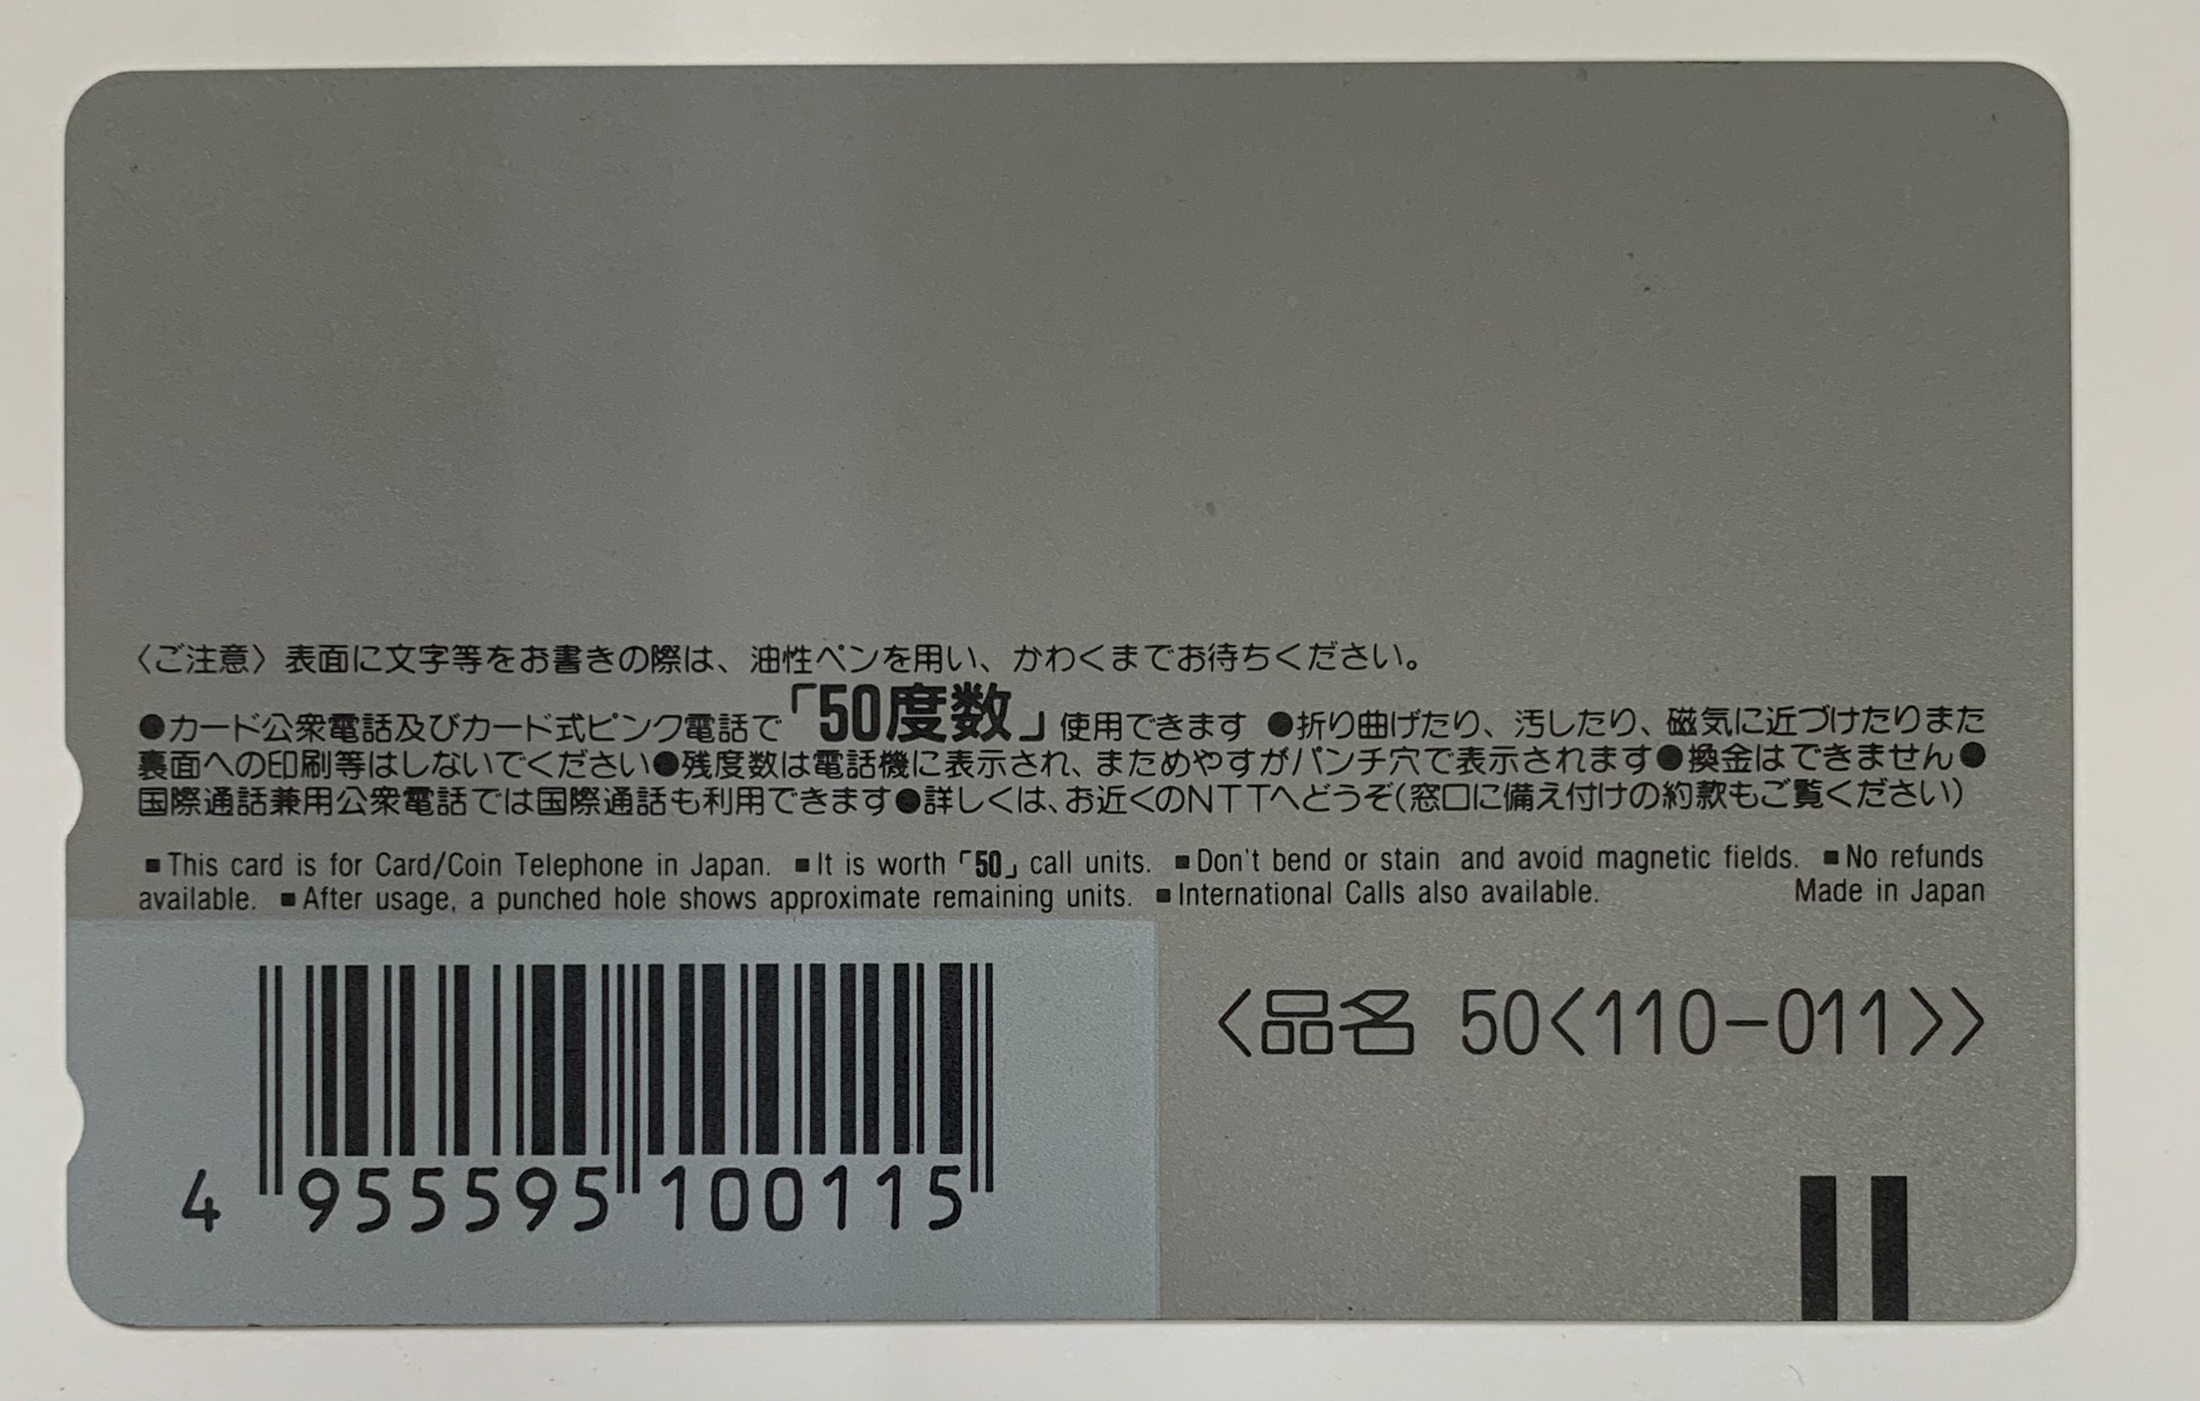 〈ご注意〉表面に文字等をお書きの際は、油性ペンを用い、かわくまでお待ちください。
●カード公衆電話及びカード式ピンク電話で「50度数」使用できます ●折り曲げたり、汚したり、磁気に近づけたりまた
裏面への印刷等はしないでください●残度数は電話機に表示され、まためやすがパンチ穴で表示されます●換金はできません●
国際通話兼用公衆電話では国際通話も利用できます●詳しくは、お近くのNTTへどうぞ(窓口に備え付けの約款もご覧ください)
■This card is for Card/Coin Telephone in Japan. ■It is worth「50」call units. ■Don't bend or stain and avoid magnetic fields. ■No refunds
available. ■After usage, a punched hole shows approximate remaining units. ■International Calls also available. Made in Japan
〈品名 50〈110-011〉〉
4 955595 100115